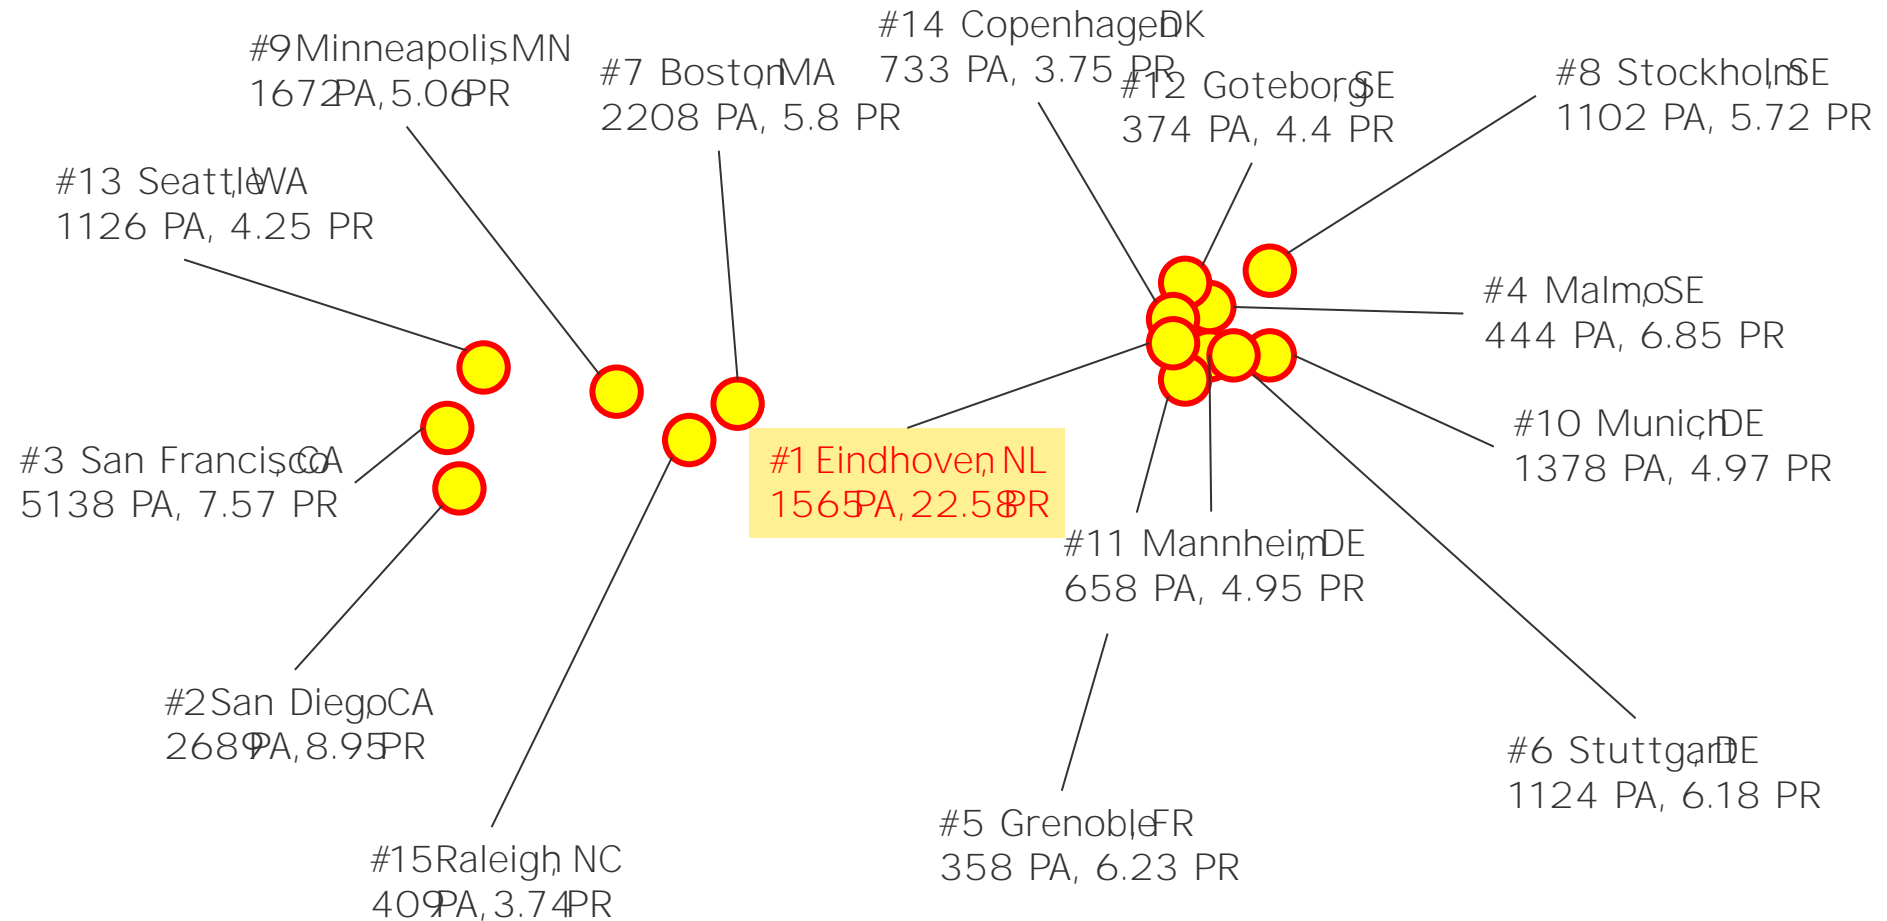 #14 Copenhagen, DK
733 PA, 3.75 PR
#9 Minneapolis, MN
1672 PA, 5.06 PR
#7 Boston, MA
2208 PA, 5.8 PR
#12 Goteborg, SE
374 PA, 4.4 PR
#8 Stockholm, SE
1102 PA, 5.72 PR
#13 Seattle, WA
1126 PA, 4.25 PR
#4 Malmo, SE
444 PA, 6.85 PR
#10 Munich, DE
1378 PA, 4.97 PR
#3 San Francisco, CA
5138 PA, 7.57 PR
#1 Eindhoven, NL
1565 PA, 22.58 PR
#11 Mannheim, DE
658 PA, 4.95 PR
#2 San Diego, CA
2689 PA, 8.95 PR
#6 Stuttgart, DE
1124 PA, 6.18 PR
#5 Grenoble, FR
358 PA, 6.23 PR
#15 Raleigh, NC
409 PA, 3.74 PR